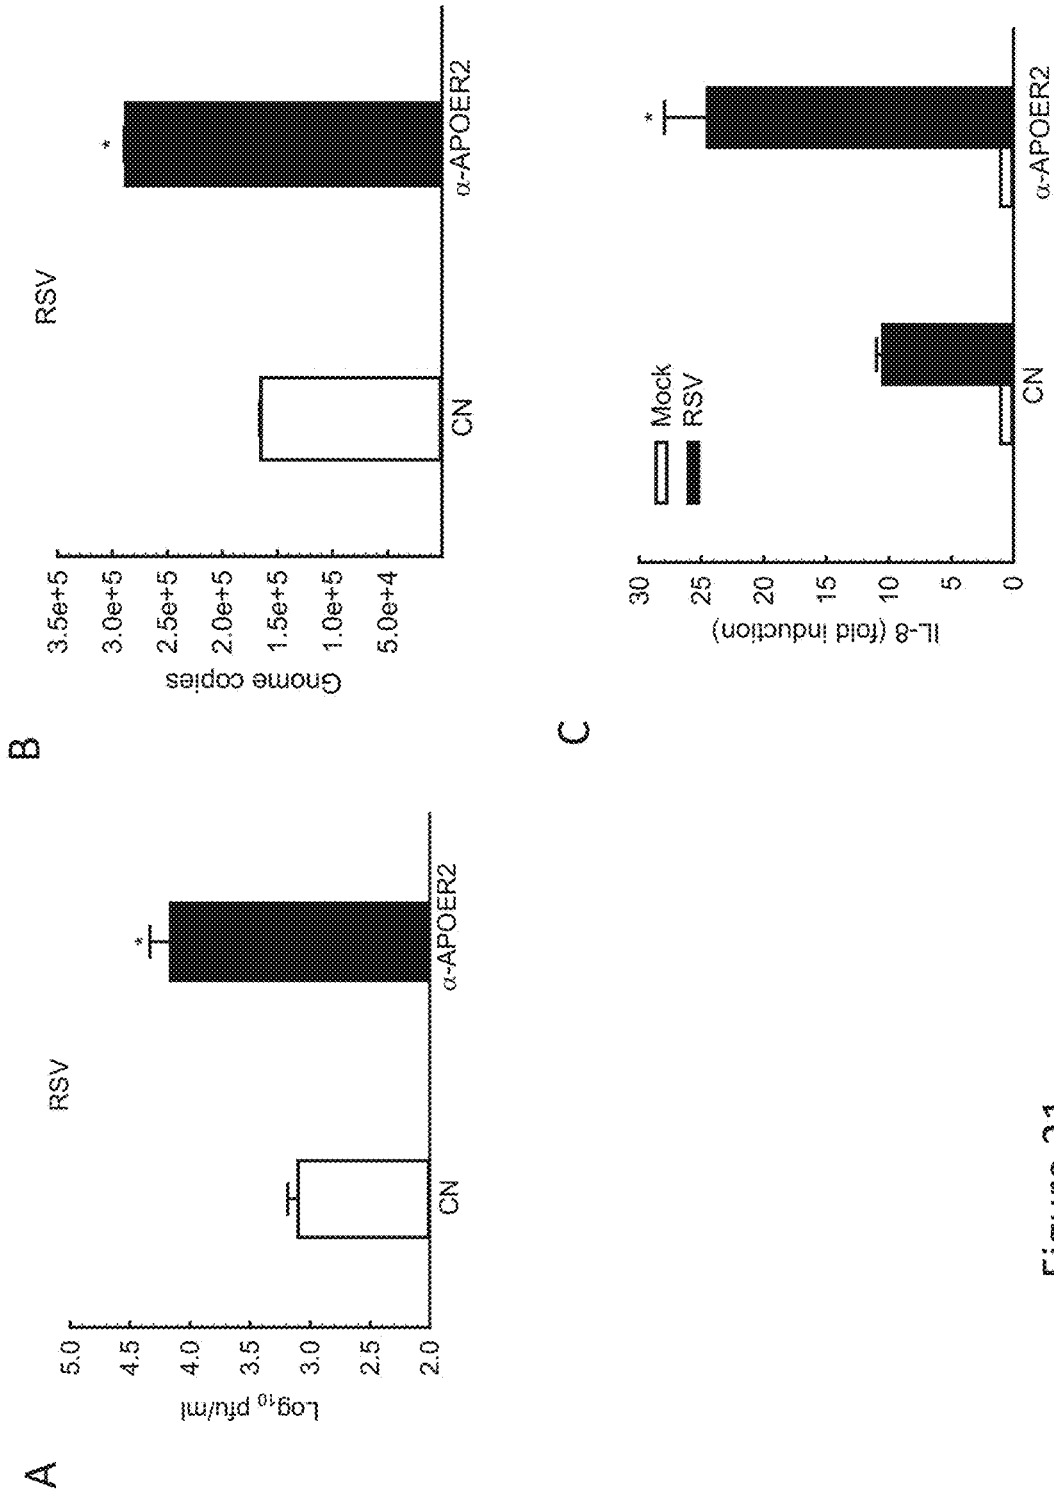 A
RSV
Log10 pfu/ml
5.0
4.5
4.0
3.5
3.0
2.5
2.0
*
CN
α-APOER2
B
RSV
Gnome copies
3.5e+5
3.0e+5
2.5e+5
2.0e+5
1.5e+5
1.0e+5
5.0e+4
*
CN
α-APOER2
C
IL-8 (fold induction)
30
25
20
15
10
5
0
Mock
RSV
*
CN
α-APOER2
Figure